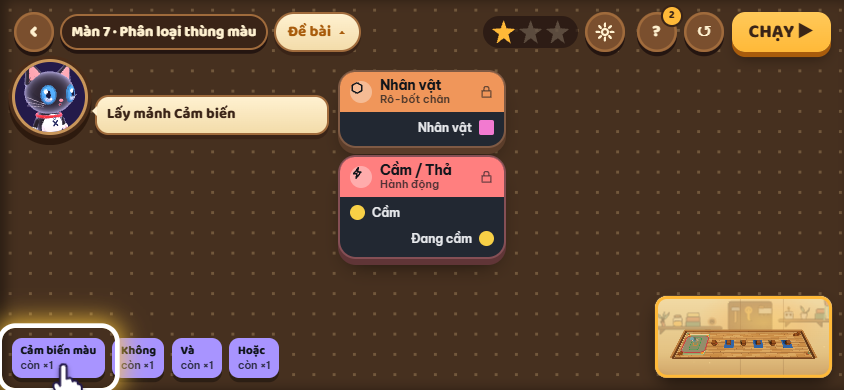 Màn 7 · Phân loại thùng màu
Đề bài
2
?
CHẠY
Lấy mảnh Cảm biến
Nhân vật
Rô-bốt chân
Nhân vật
Cầm / Thả
Hành động
Cầm
Đang cầm
Cảm biến màu
còn ×1
Không
còn ×1
Và
còn ×1
Hoặc
còn ×1